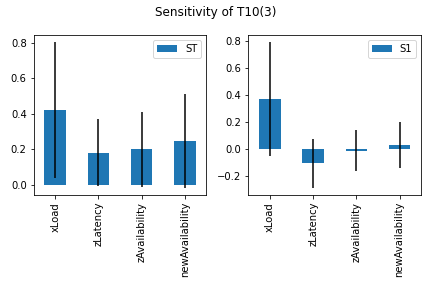 Sensitivity of T10(3)
ST
0.8
0.6
0.4
0.2
0.0
xLoad
zLatency
zAvailability
newAvailability
S1
0.8
0.6
0.4
0.2
0.0
−0.2
xLoad
zLatency
zAvailability
newAvailability